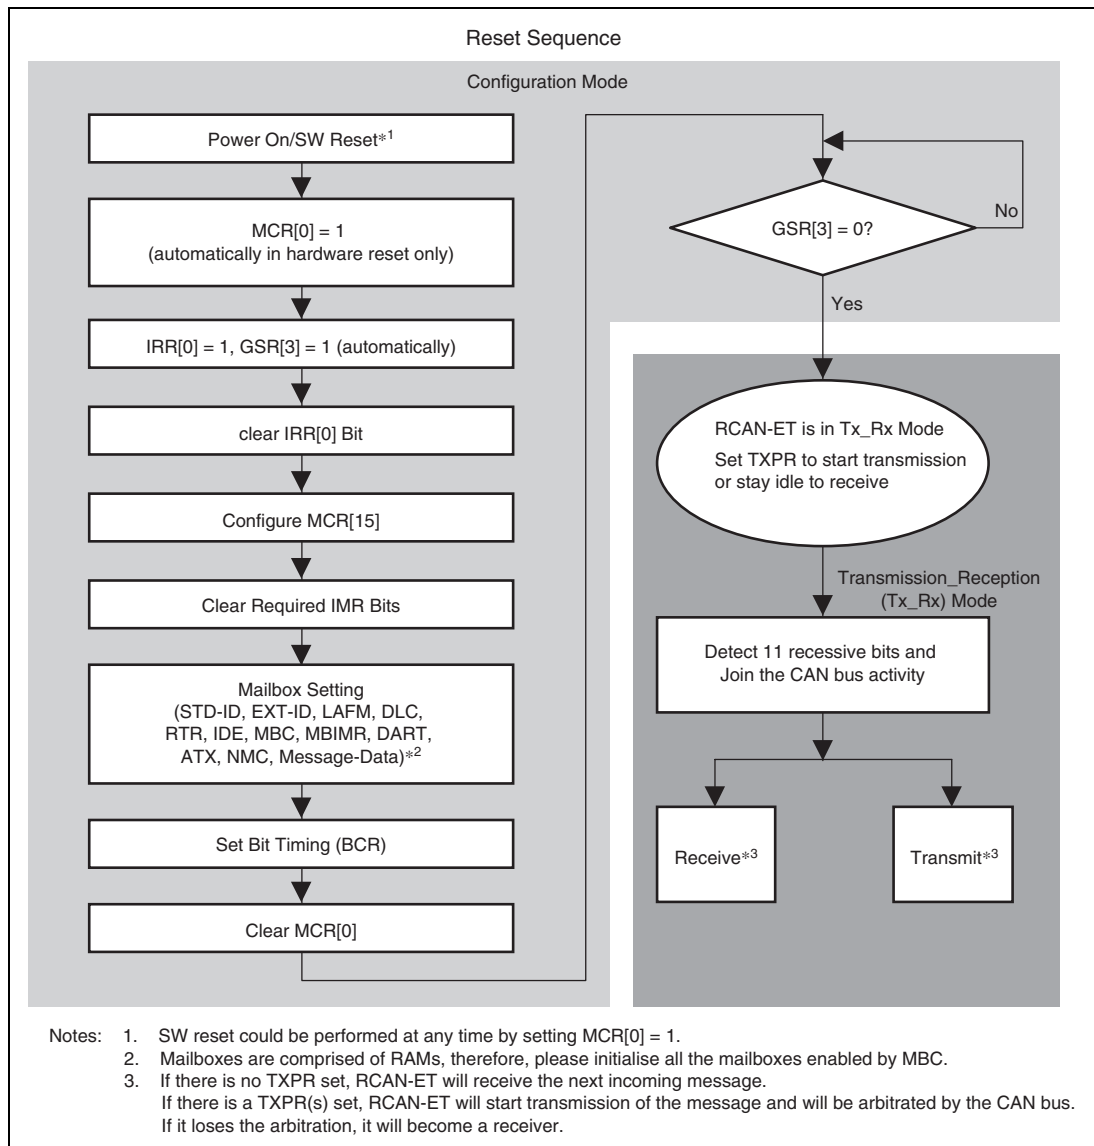 Reset Sequence
Configuration Mode
Power On/SW Reset*1
MCR[0] = 1
(automatically in hardware reset only)
IRR[0] = 1, GSR[3] = 1 (automatically)
clear IRR[0] Bit
Configure MCR[15]
Clear Required IMR Bits
Mailbox Setting
(STD-ID, EXT-ID, LAFM, DLC,
RTR, IDE, MBC, MBIMR, DART,
ATX, NMC, Message-Data)*2
Set Bit Timing (BCR)
Clear MCR[0]
GSR[3] = 0?
No
Yes
RCAN-ET is in Tx_Rx Mode
Set TXPR to start transmission
or stay idle to receive
Transmission_Reception
(Tx_Rx) Mode
Detect 11 recessive bits and
Join the CAN bus activity
Receive*3
Transmit*3
Notes: 1. SW reset could be performed at any time by setting MCR[0] = 1.
2. Mailboxes are comprised of RAMs, therefore, please initialise all the mailboxes enabled by MBC.
3. If there is no TXPR set, RCAN-ET will receive the next incoming message.
If there is a TXPR(s) set, RCAN-ET will start transmission of the message and will be arbitrated by the CAN bus.
If it loses the arbitration, it will become a receiver.